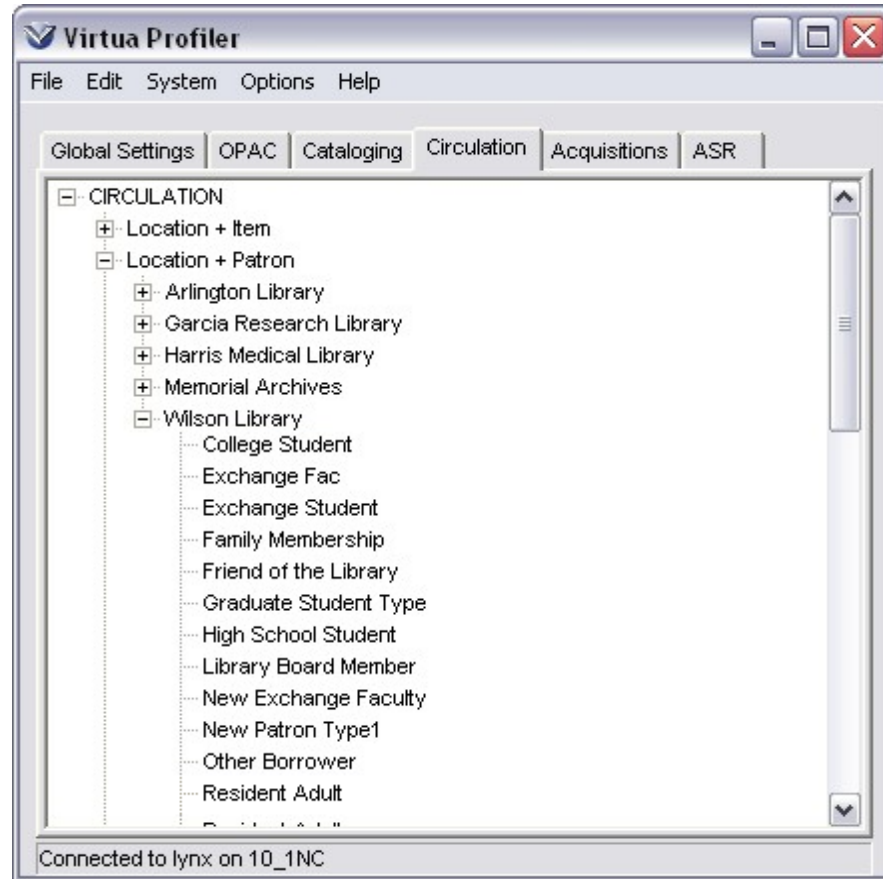 Virtua Profiler
File Edit System Options Help
Global Settings OPAC Cataloging Circulation Acquisitions ASR
CIRCULATION
Location + Item
Location + Patron
Arlington Library
Garcia Research Library
Harris Medical Library
Memorial Archives
Wilson Library
College Student
Exchange Fac
Exchange Student
Family Membership
Friend of the Library
Graduate Student Type
High School Student
Library Board Member
New Exchange Faculty
New Patron Type1
Other Borrower
Resident Adult
Connected to lynx on 10_1NC